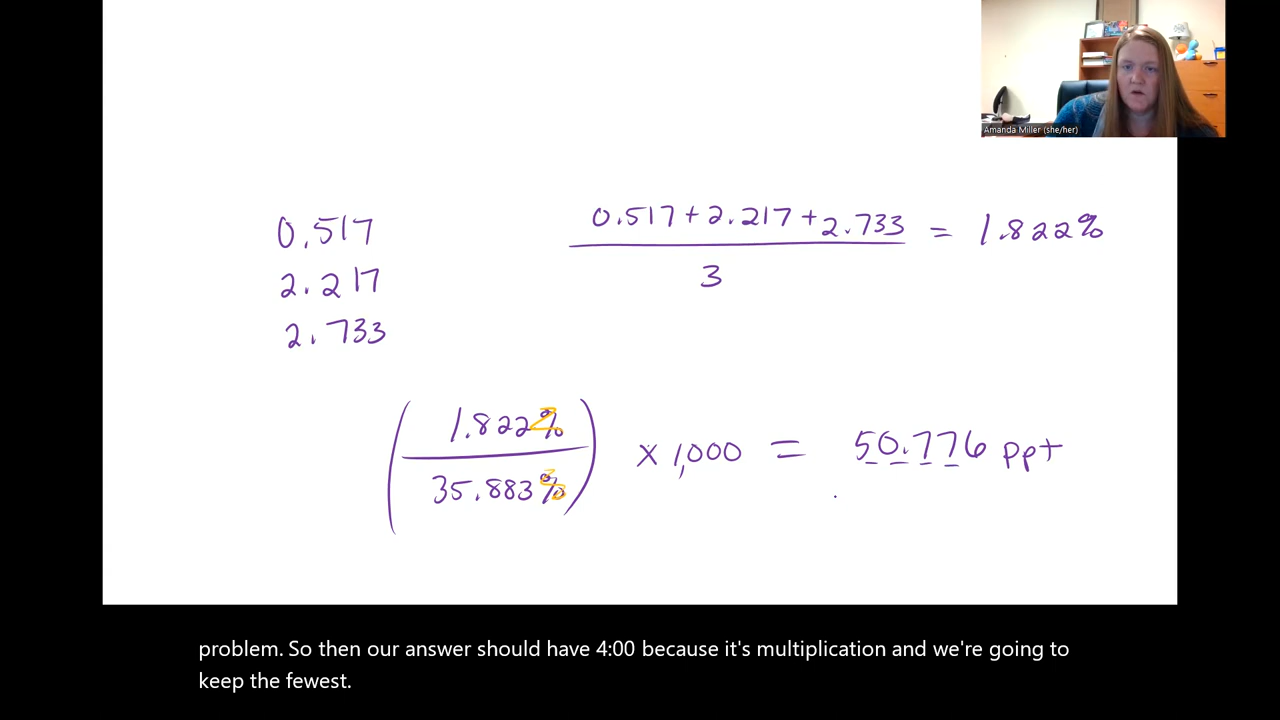 Amanda Miller (she/her)
0.517
2.217
2.733
0.517 + 2.217 + 2.733 = 1.822%
3
1.822%
35.883%
x 1,000 = 50.776 ppt
problem. So then our answer should have 4:00 because it's multiplication and we're going to
keep the fewest.